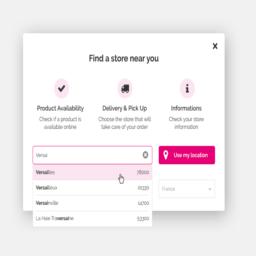 x
Find a store near you
Product Availability
Check if a product is
available online
Delivery & Pick Up
Choose the store that will
take care of your order
Informations
Check your store
information
Versai
Use my location
Versailles 78000
Versailleux 01330
Versainville 14700
La Haie Traversaine 53300
France